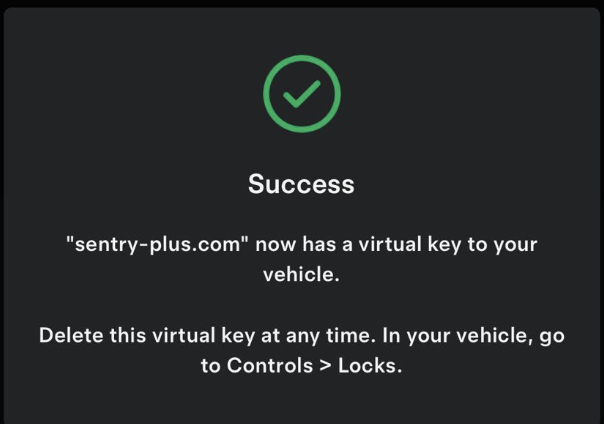 Success
"sentry-plus.com" now has a virtual key to your
vehicle.
Delete this virtual key at any time. In your vehicle, go
to Controls > Locks.